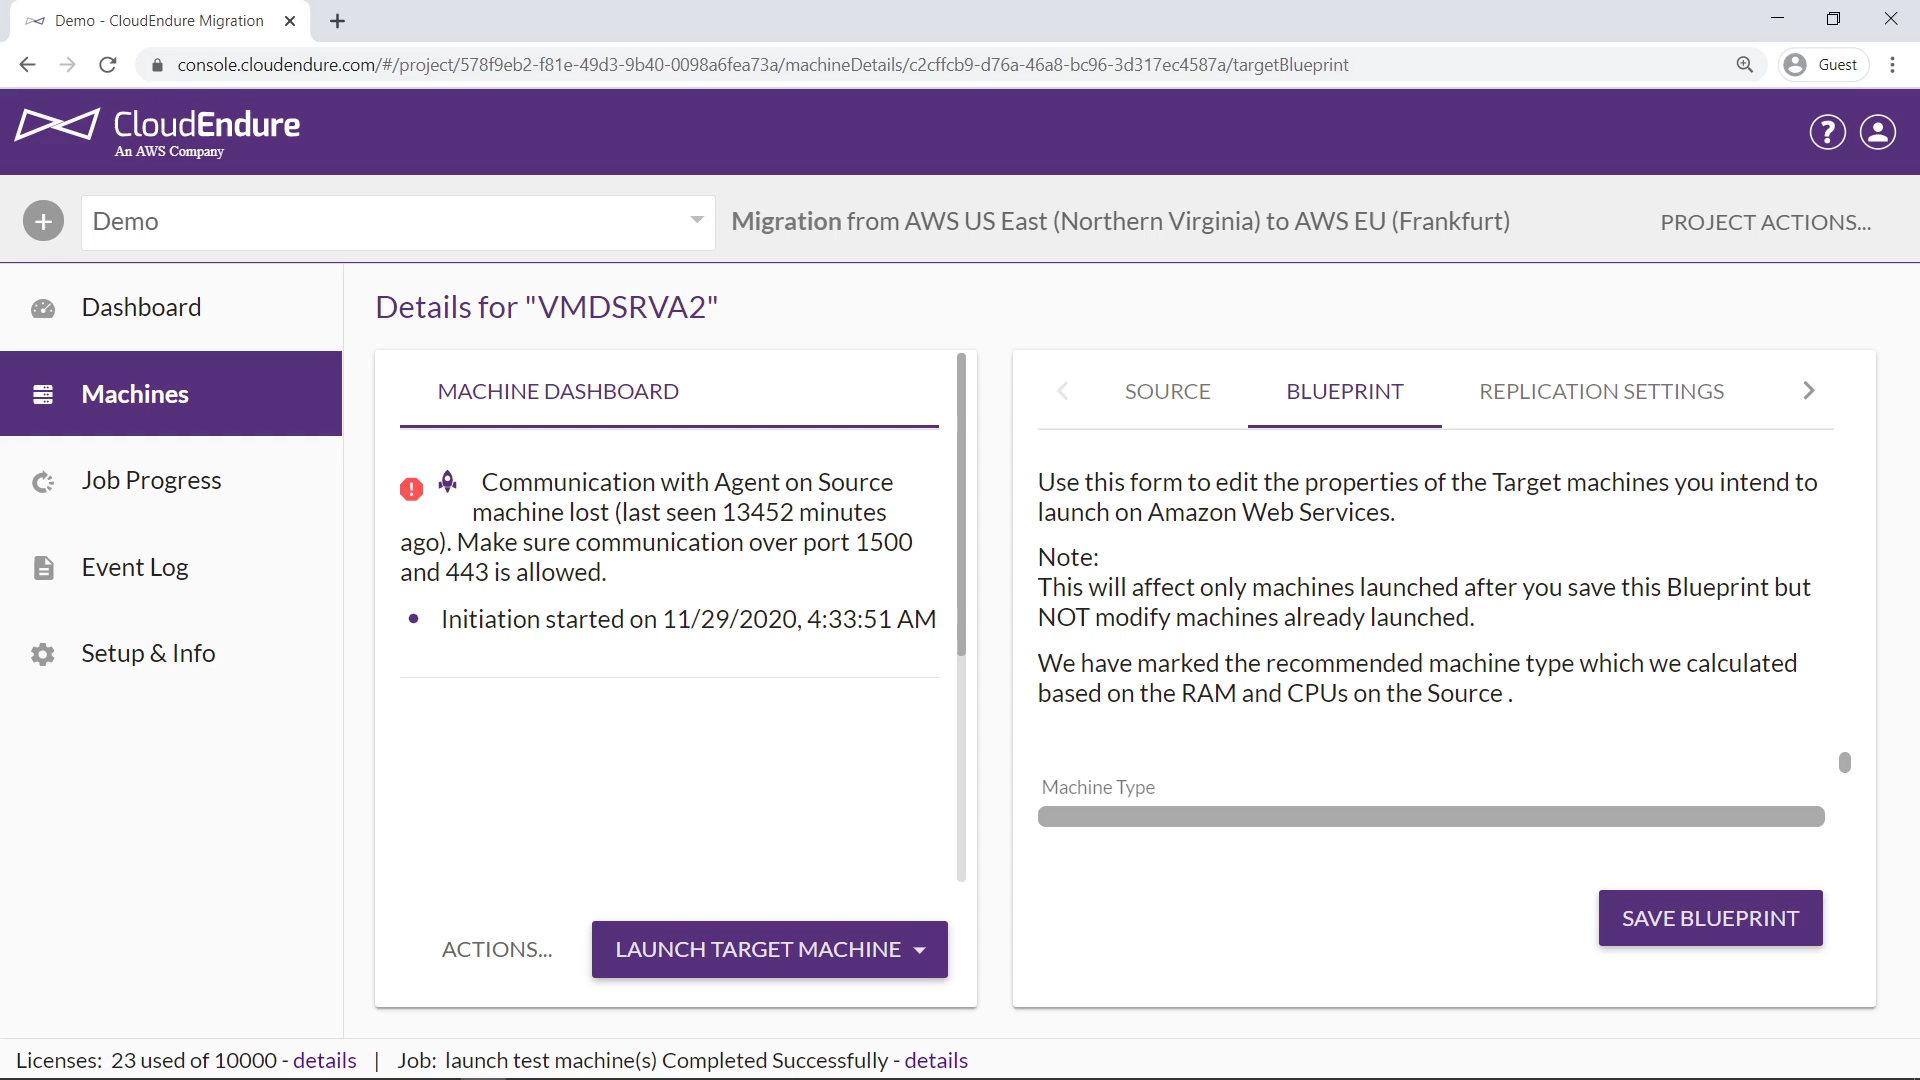 Demo - CloudEndure Migration
console.cloudendure.com/#/project/578f9eb2-f81e-49d3-9b40-0098a6fea73a/machineDetails/c2cffcb9-d76a-46a8-bc96-3d317ec4587a/targetBlueprint
Guest
CloudEndure
An AWS Company
Demo
Migration from AWS US East (Northern Virginia) to AWS EU (Frankfurt)
PROJECT ACTIONS...
Dashboard
Machines
Job Progress
Event Log
Setup & Info
Details for "VMDSRVA2"
MACHINE DASHBOARD
Communication with Agent on Source
machine lost (last seen 13452 minutes
ago). Make sure communication over port 1500
and 443 is allowed.
• Initiation started on 11/29/2020, 4:33:51 AM
ACTIONS...
LAUNCH TARGET MACHINE
SOURCE
BLUEPRINT
REPLICATION SETTINGS
Use this form to edit the properties of the Target machines you intend to
launch on Amazon Web Services.
Note:
This will affect only machines launched after you save this Blueprint but
NOT modify machines already launched.
We have marked the recommended machine type which we calculated
based on the RAM and CPUs on the Source .
Machine Type
SAVE BLUEPRINT
Licenses: 23 used of 10000 - details | Job: launch test machine(s) Completed Successfully - details